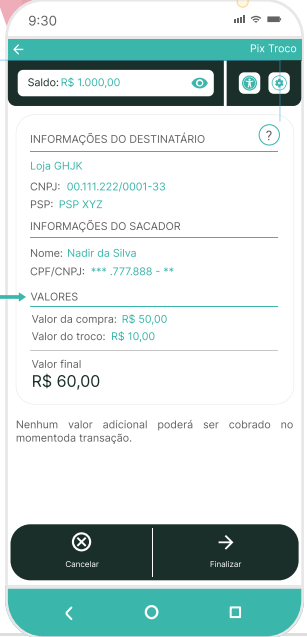 9:30
Pix Troco
Saldo: R$ 1.000,00
INFORMAÇÕES DO DESTINATÁRIO
?
Loja GHJK
CNPJ: 00.111.222/0001-33
PSP: PSP XYZ
INFORMAÇÕES DO SACADOR
Nome: Nadir da Silva
CPF/CNPJ: *** .777.888 - **
VALORES
Valor da compra: R$ 50,00
Valor do troco: R$ 10,00
Valor final
R$ 60,00
Nenhum valor adicional poderá ser cobrado no
momentoda transação.
Cancelar
Finalizar